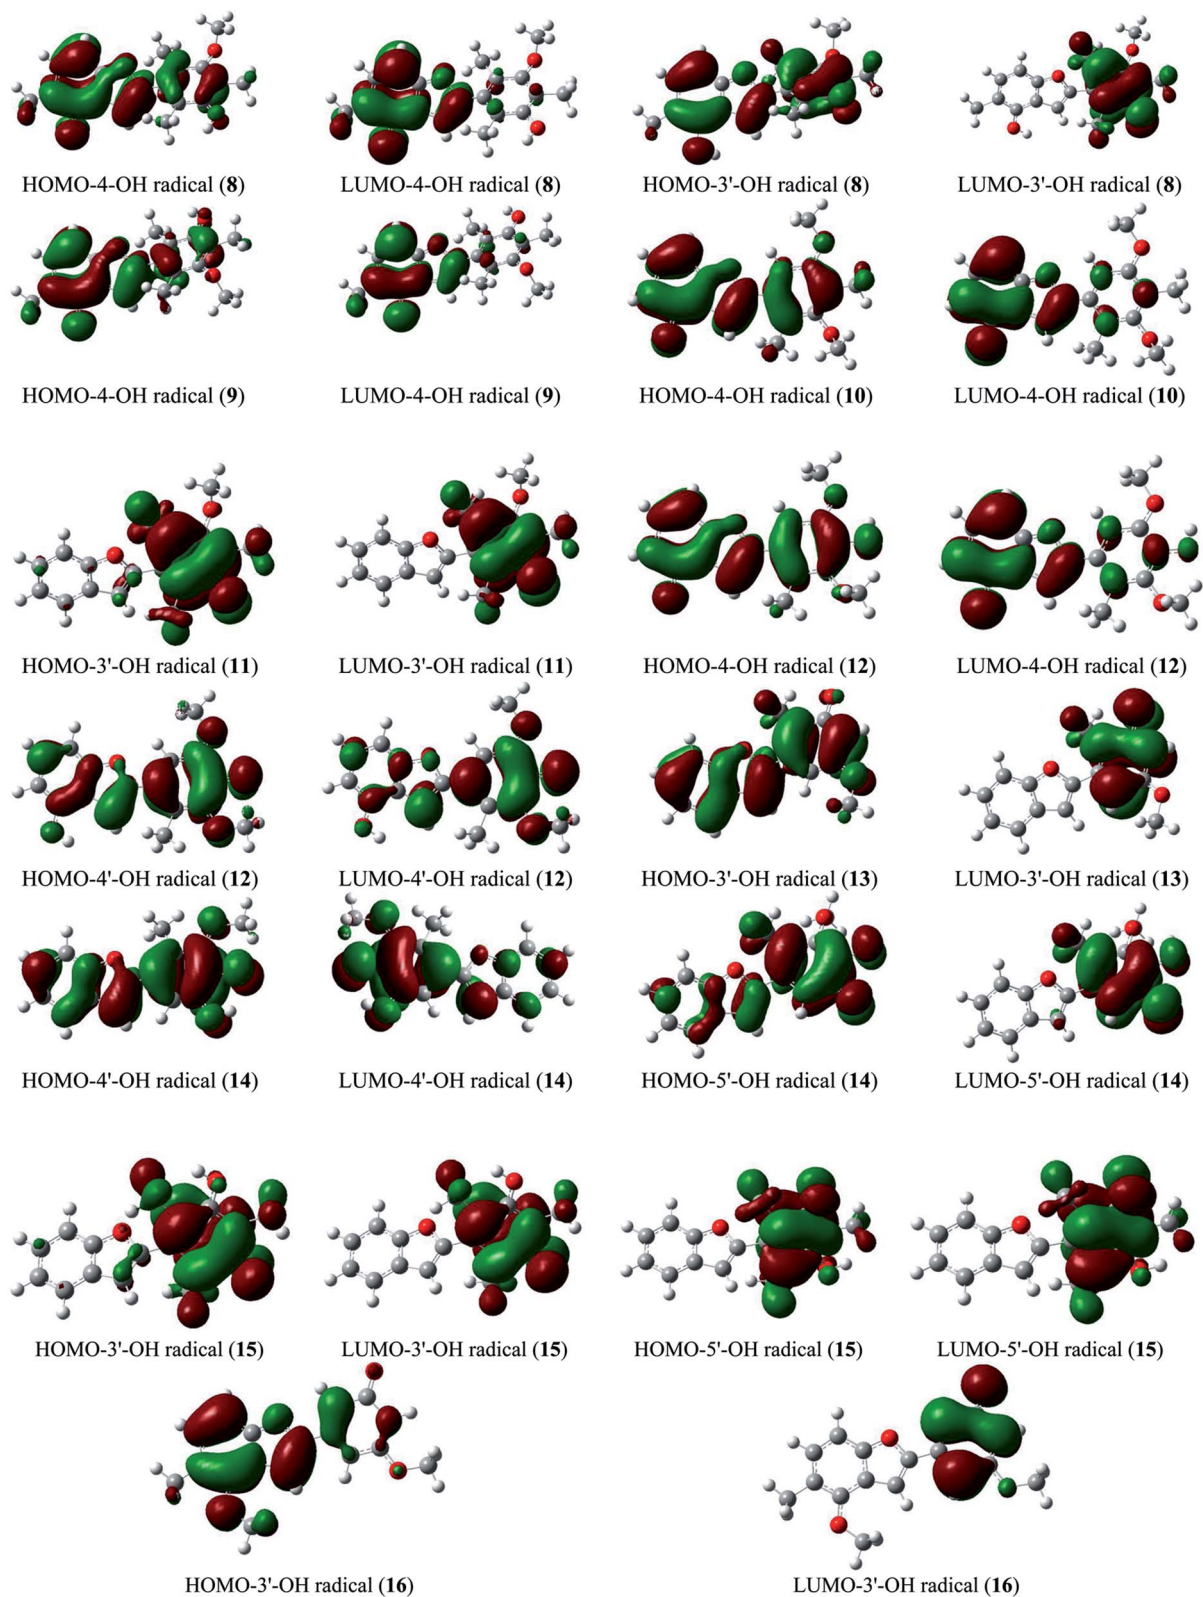 HOMO-4-OH radical (8)
LUMO-4-OH radical (8)
HOMO-3'-OH radical (8)
LUMO-3'-OH radical (8)
HOMO-4-OH radical (9)
LUMO-4-OH radical (9)
HOMO-4-OH radical (10)
LUMO-4-OH radical (10)
HOMO-3'-OH radical (11)
LUMO-3'-OH radical (11)
HOMO-4-OH radical (12)
LUMO-4-OH radical (12)
HOMO-4'-OH radical (12)
LUMO-4'-OH radical (12)
HOMO-3'-OH radical (13)
LUMO-3'-OH radical (13)
HOMO-4'-OH radical (14)
LUMO-4'-OH radical (14)
HOMO-5'-OH radical (14)
LUMO-5'-OH radical (14)
HOMO-3'-OH radical (15)
LUMO-3'-OH radical (15)
HOMO-5'-OH radical (15)
LUMO-5'-OH radical (15)
HOMO-3'-OH radical (16)
LUMO-3'-OH radical (16)